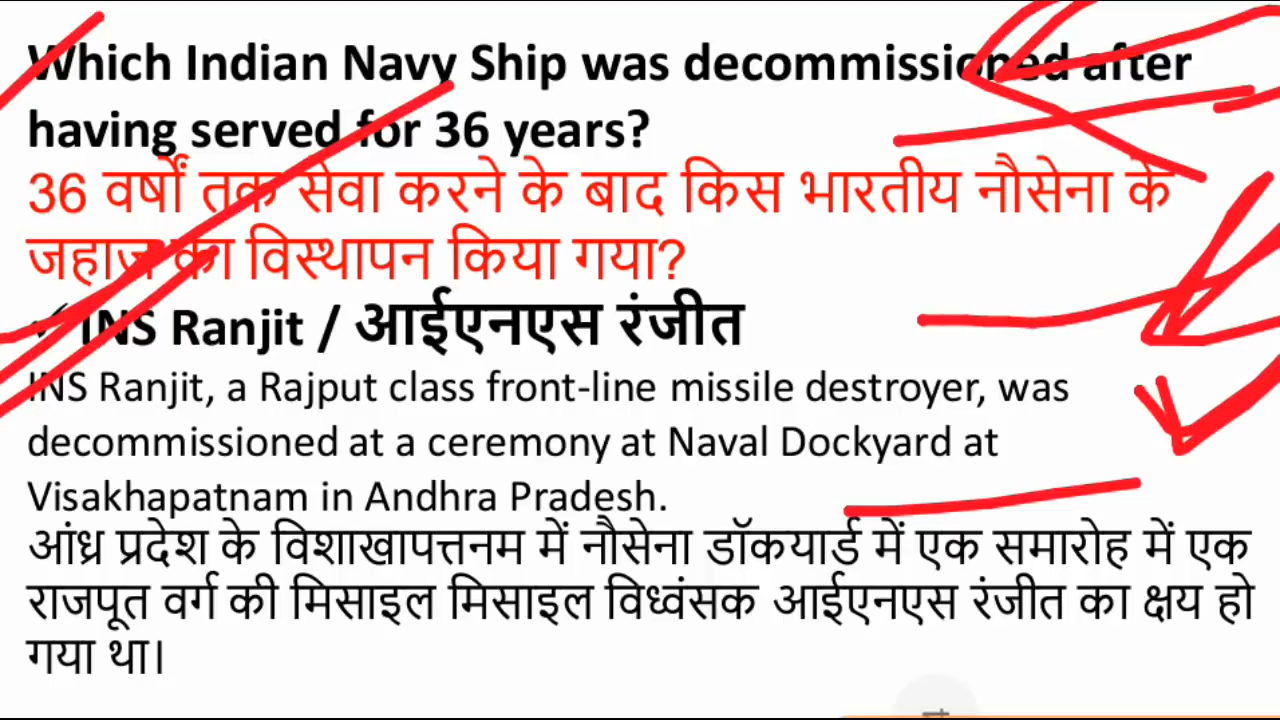 Which Indian Navy Ship was decommissioned after
having served for 36 years?
36 वर्षों तक सेवा करने के बाद किस भारतीय नौसेना के
जहाज का विस्थापन किया गया?
✓ INS Ranjit / आईएनएस रंजीत
INS Ranjit, a Rajput class front-line missile destroyer, was
decommissioned at a ceremony at Naval Dockyard at
Visakhapatnam in Andhra Pradesh.
आंध्र प्रदेश के विशाखापत्तनम में नौसेना डॉकयार्ड में एक समारोह में एक
राजपूत वर्ग की मिसाइल मिसाइल विध्वंसक आईएनएस रंजीत का क्षय हो
गया था।